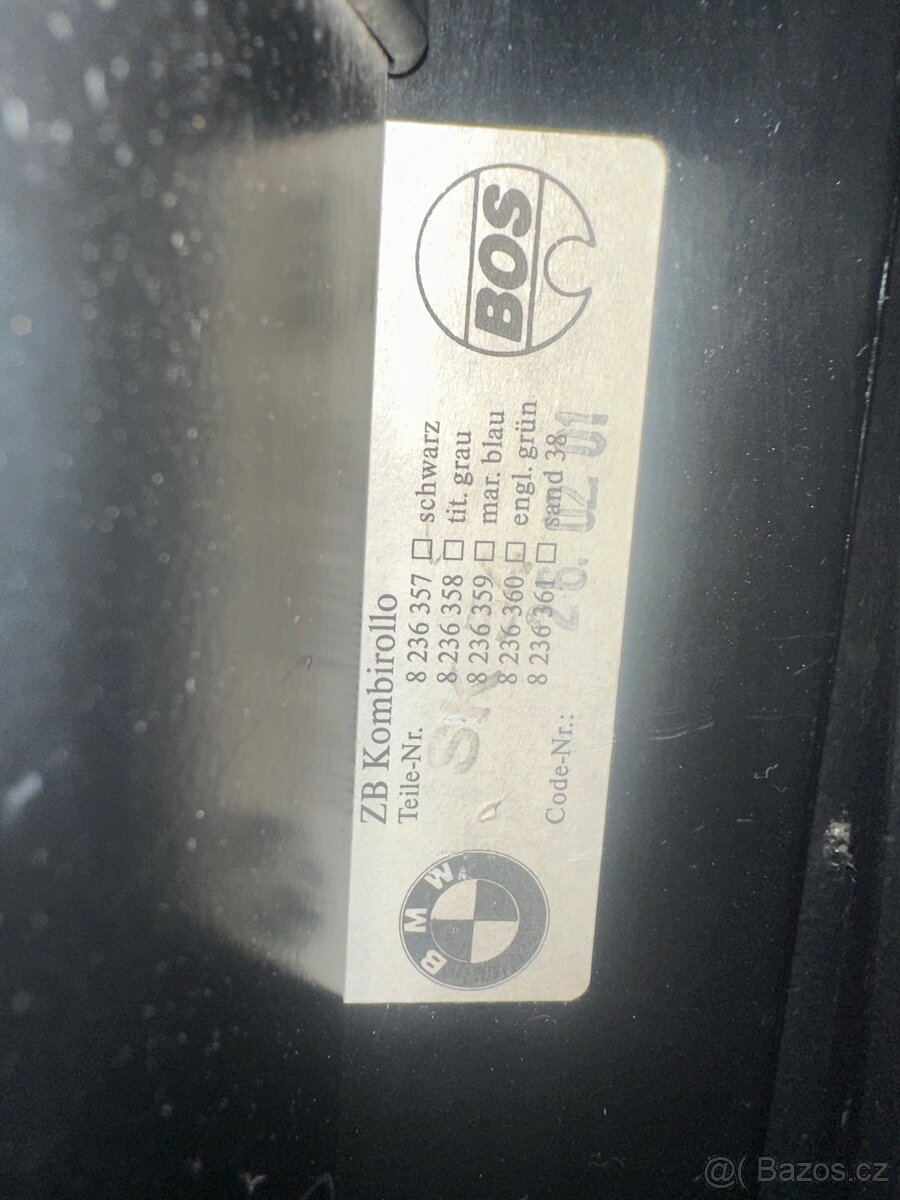 ZB Kombirollo
Teile-Nr. 8 236 357 □ schwarz
8 236 358 □ tit. grau
8 236 359 □ mar. blau
8 236 360 □ engl. grün
8 236 361 □ sand 38
Code-Nr.: 26. 02. 01
BMW
BOS
@( Bazos.cz